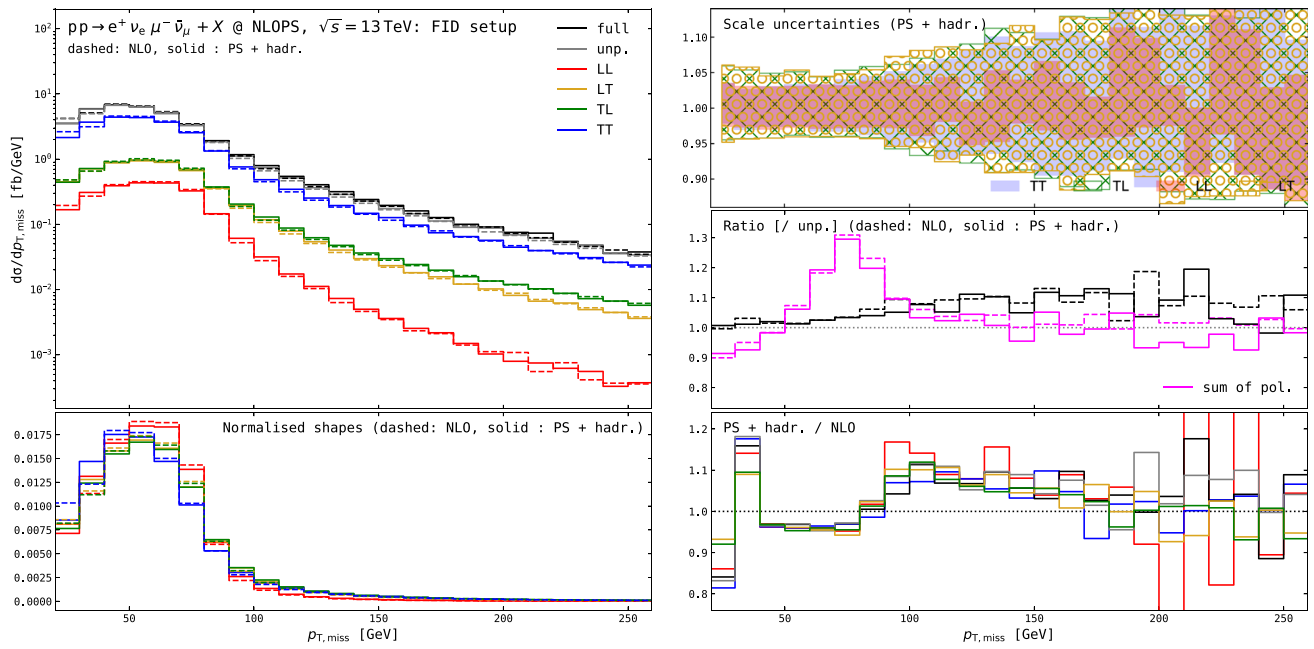 pp→e⁺ νₑ μ⁻ ν̄_μ + X @ NLOPS, √s = 13 TeV: FID setup
dashed: NLO, solid : PS + hadr.
full
unp.
LL
LT
TL
TT
dσ/dp_T,miss [fb/GeV]
10²
10¹
10⁰
10⁻¹
10⁻²
10⁻³
Normalised shapes (dashed: NLO, solid : PS + hadr.)
0.0175
0.0150
0.0125
0.0100
0.0075
0.0050
0.0025
0.0000
50
100
150
200
250
p_T,miss [GeV]
Scale uncertainties (PS + hadr.)
1.10
1.05
1.00
0.95
0.90
TT
TL
LL
LT
Ratio [/ unp.] (dashed: NLO, solid : PS + hadr.)
1.3
1.2
1.1
1.0
0.9
sum of pol.
PS + hadr. / NLO
1.2
1.1
1.0
0.9
0.8
50
100
150
200
250
p_T,miss [GeV]